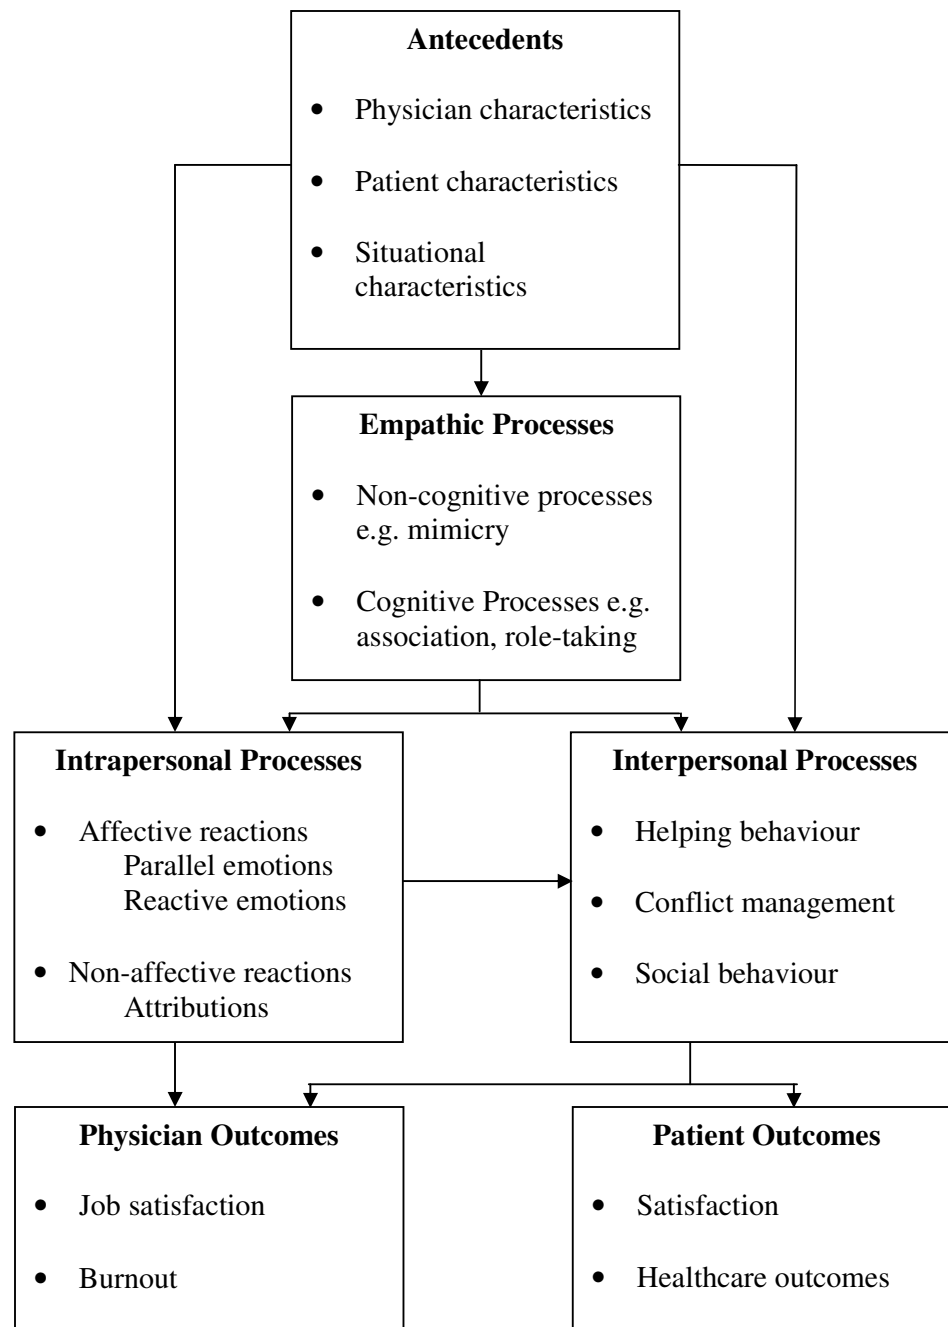 Antecedents
• Physician characteristics
• Patient characteristics
• Situational
characteristics
Empathic Processes
• Non-cognitive processes
e.g. mimicry
• Cognitive Processes e.g.
association, role-taking
Intrapersonal Processes
• Affective reactions
Parallel emotions
Reactive emotions
• Non-affective reactions
Attributions
Interpersonal Processes
• Helping behaviour
• Conflict management
• Social behaviour
Physician Outcomes
• Job satisfaction
• Burnout
Patient Outcomes
• Satisfaction
• Healthcare outcomes